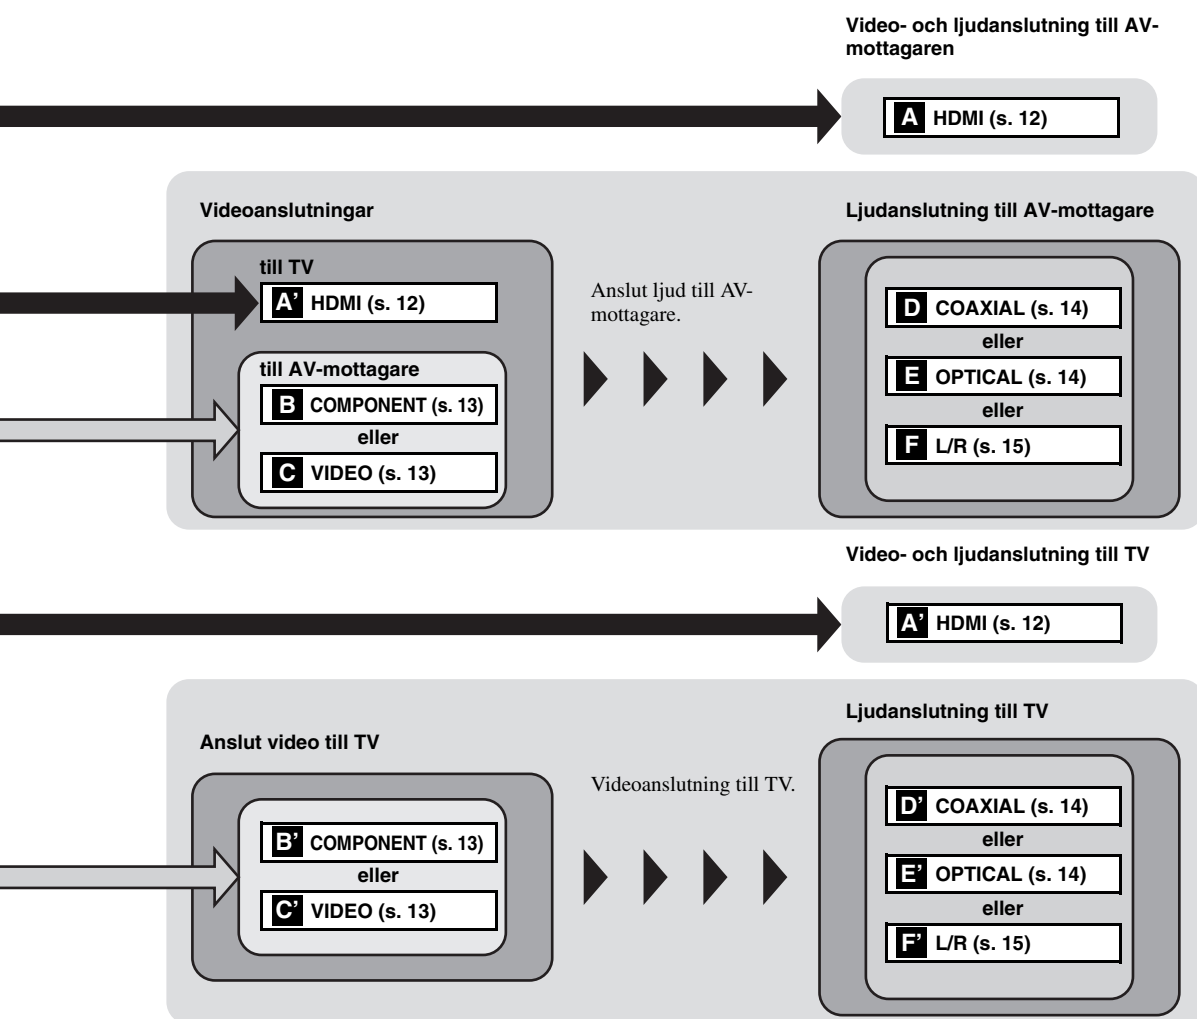 Video- och ljudanslutning till AV-
mottagaren
A HDMI (s. 12)
Videoanslutningar
till TV
A’ HDMI (s. 12)
till AV-mottagare
B COMPONENT (s. 13)
eller
C VIDEO (s. 13)
Anslut ljud till AV-
mottagare.
Ljudanslutning till AV-mottagare
D COAXIAL (s. 14)
eller
E OPTICAL (s. 14)
eller
F L/R (s. 15)
Video- och ljudanslutning till TV
A’ HDMI (s. 12)
Anslut video till TV
B’ COMPONENT (s. 13)
eller
C’ VIDEO (s. 13)
Videoanslutning till TV.
Ljudanslutning till TV
D’ COAXIAL (s. 14)
eller
E’ OPTICAL (s. 14)
eller
F’ L/R (s. 15)